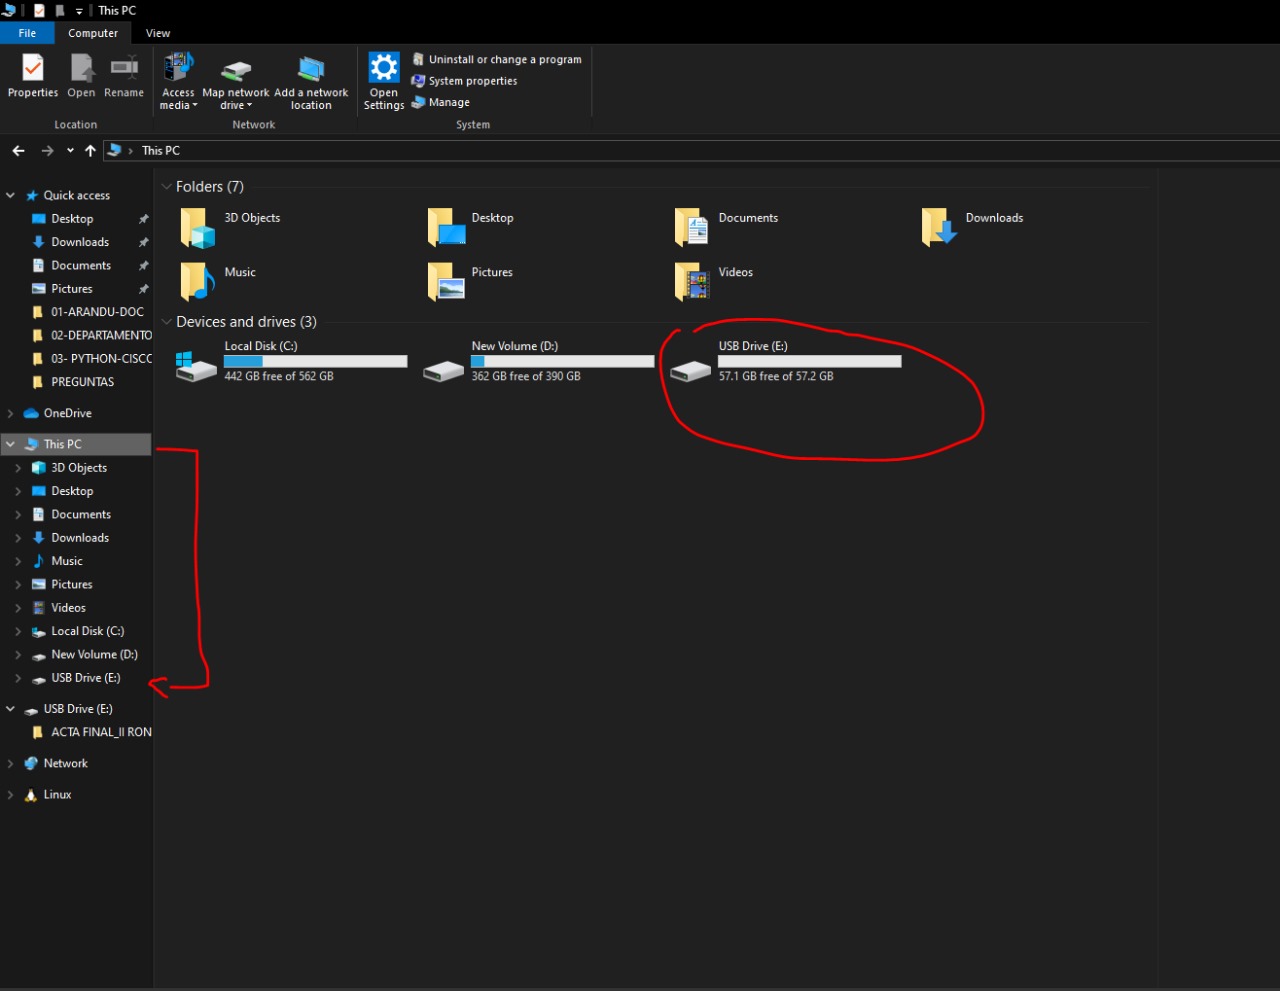 This PC
File Computer View
Properties Open Rename Access media Map network drive Add a network location Open Settings Uninstall or change a program
System properties
Manage
Location Network System
This PC
Quick access
Desktop
Downloads
Documents
Pictures
01-ARANDU-DOC
02-DEPARTAMENTO
03- PYTHON-CISCC
PREGUNTAS
OneDrive
This PC
3D Objects
Desktop
Documents
Downloads
Music
Pictures
Videos
Local Disk (C:)
New Volume (D:)
USB Drive (E:)
USB Drive (E:)
ACTA FINAL_II RON
Network
Linux
Folders (7)
3D Objects Desktop Documents Downloads
Music Pictures Videos
Devices and drives (3)
Local Disk (C:) New Volume (D:) USB Drive (E:)
442 GB free of 562 GB 362 GB free of 390 GB 57.1 GB free of 57.2 GB